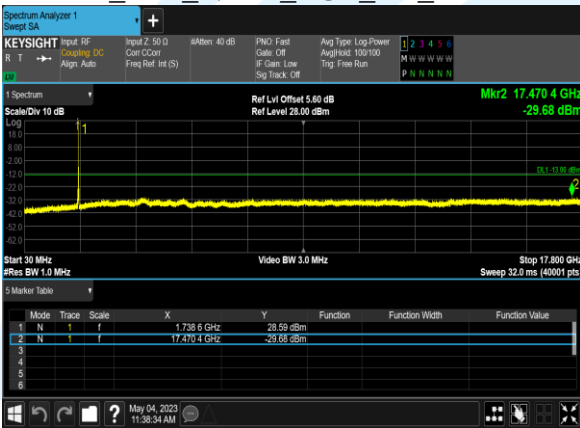 Spectrum Analyzer 1
Swept SA
+
KEYSIGHT Input: RF Input Z: 50 Ω #Atten: 40 dB PNO: Fast Avg Type: Log-Power 1 2 3 4 5 6
R T Coupling: DC Corr CCorr Gate: Off Avg|Hold: 100/100 M W W W W W
Align: Auto Freq Ref: Int (S) IF Gain: Low Trig: Free Run
Sig Track: Off P N N N N N
LV
1 Spectrum Ref Lvl Offset 5.60 dB Mkr2 17.470 4 GHz
Scale/Div 10 dB Ref Level 28.00 dBm -29.68 dBm
Log
18.0
1
8.00
-2.00
DL1 -13.00 dBm
-12.0
-22.0
2
-32.0
-42.0
-52.0
-62.0
Start 30 MHz Video BW 3.0 MHz Stop 17.800 GHz
#Res BW 1.0 MHz Sweep 32.0 ms (40001 pts
5 Marker Table
Mode Trace Scale X Y Function Function Width Function Value
1 N 1 f 1.738 6 GHz 28.59 dBm
2 N 1 f 17.470 4 GHz -29.68 dBm
3
4
5
6
? May 04, 2023
11:38:34 AM